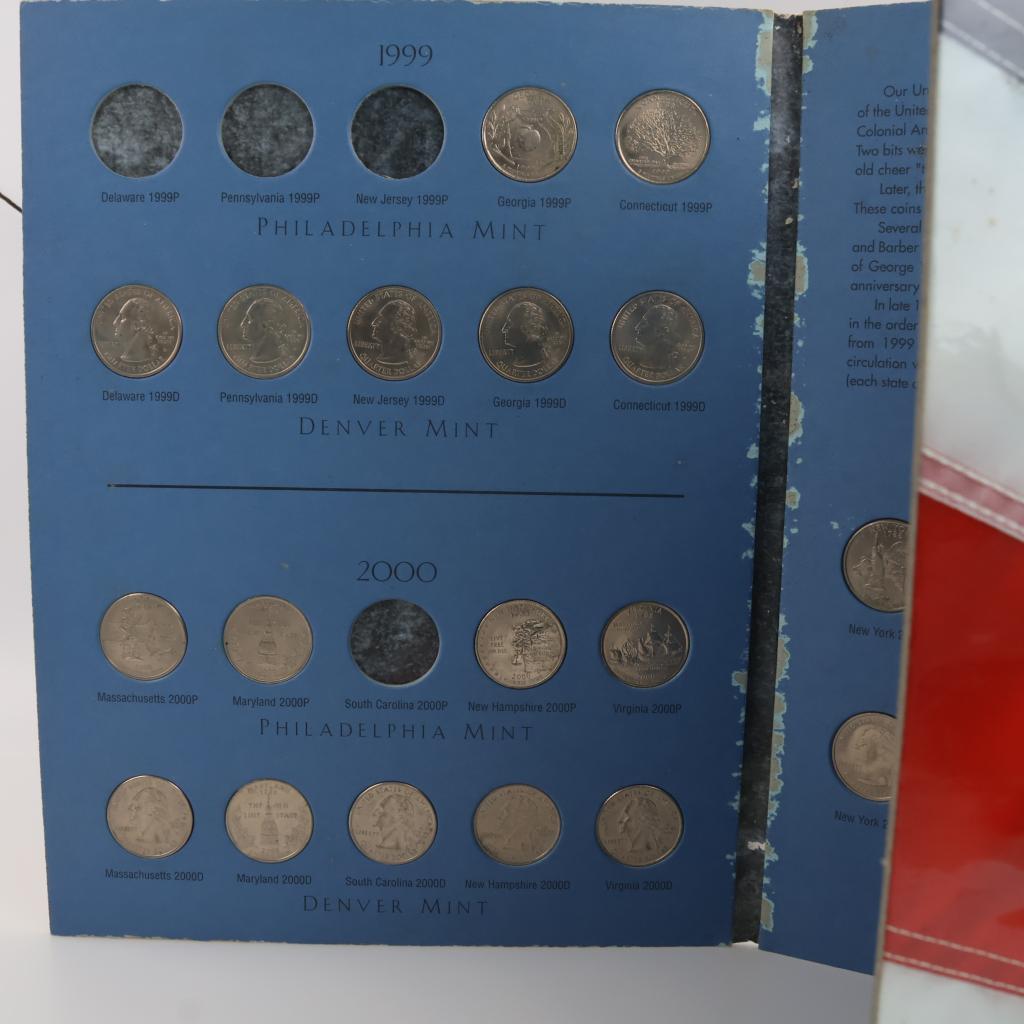 1999
Delaware 1999P Pennsylvania 1999P New Jersey 1999P Georgia 1999P Connecticut 1999P
PHILADELPHIA MINT
Delaware 1999D Pennsylvania 1999D New Jersey 1999D Georgia 1999D Connecticut 1999D
DENVER MINT
2000
Massachusetts 2000P Maryland 2000P South Carolina 2000P New Hampshire 2000P Virginia 2000P
PHILADELPHIA MINT
Massachusetts 2000D Maryland 2000D South Carolina 2000D New Hampshire 2000D Virginia 2000D
DENVER MINT
Our
of the
Colonial
Two bits
old cheer
Later,
These coins
Several
and Barber
of George
anniversary
In late
in the order
from 1999
circulation
(each state
New York
New York